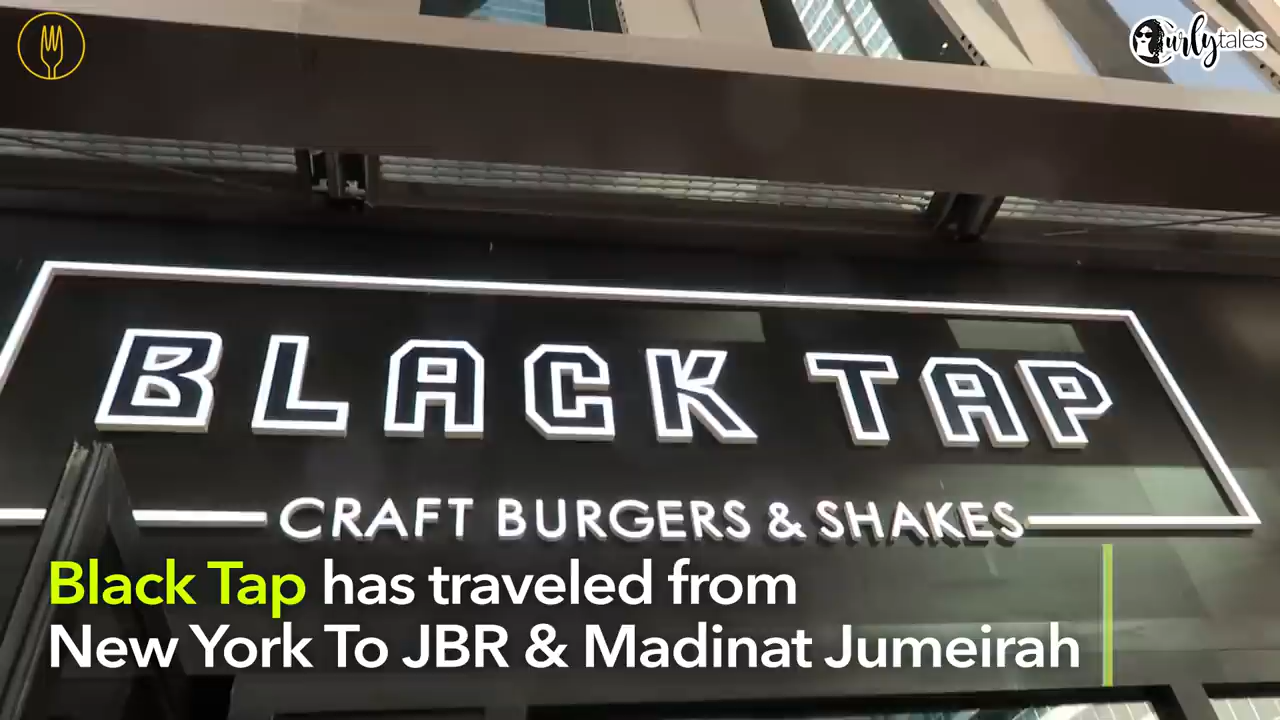 Curlytales
BLACK TAP
CRAFT BURGERS & SHAKES
Black Tap has traveled from
New York To JBR & Madinat Jumeirah